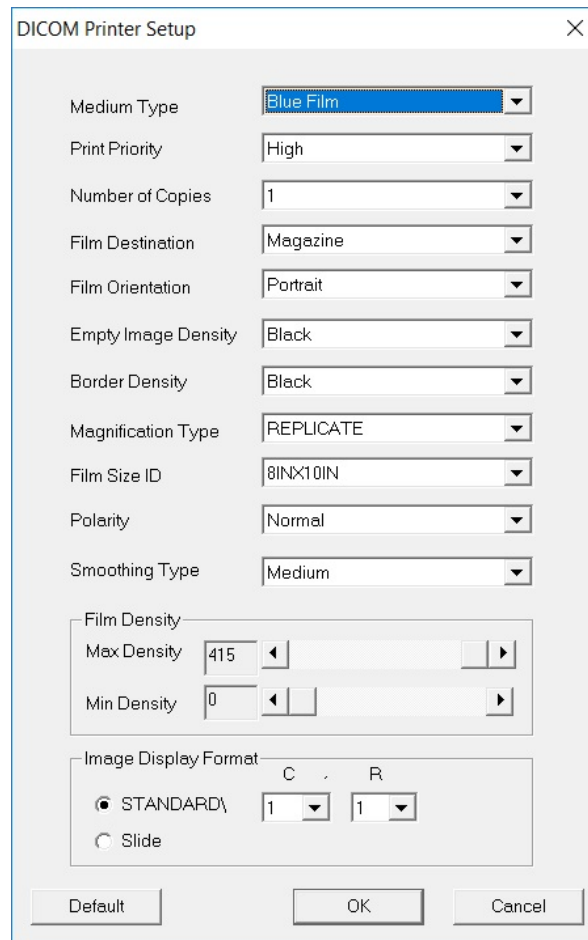 DICOM Printer Setup
Medium Type Blue Film
Print Priority High
Number of Copies 1
Film Destination Magazine
Film Orientation Portrait
Empty Image Density Black
Border Density Black
Magnification Type REPLICATE
Film Size ID 8INX10IN
Polarity Normal
Smoothing Type Medium
Film Density
Max Density 415
Min Density 0
Image Display Format
C , R
STANDARD\ 1 1
Slide
Default OK Cancel